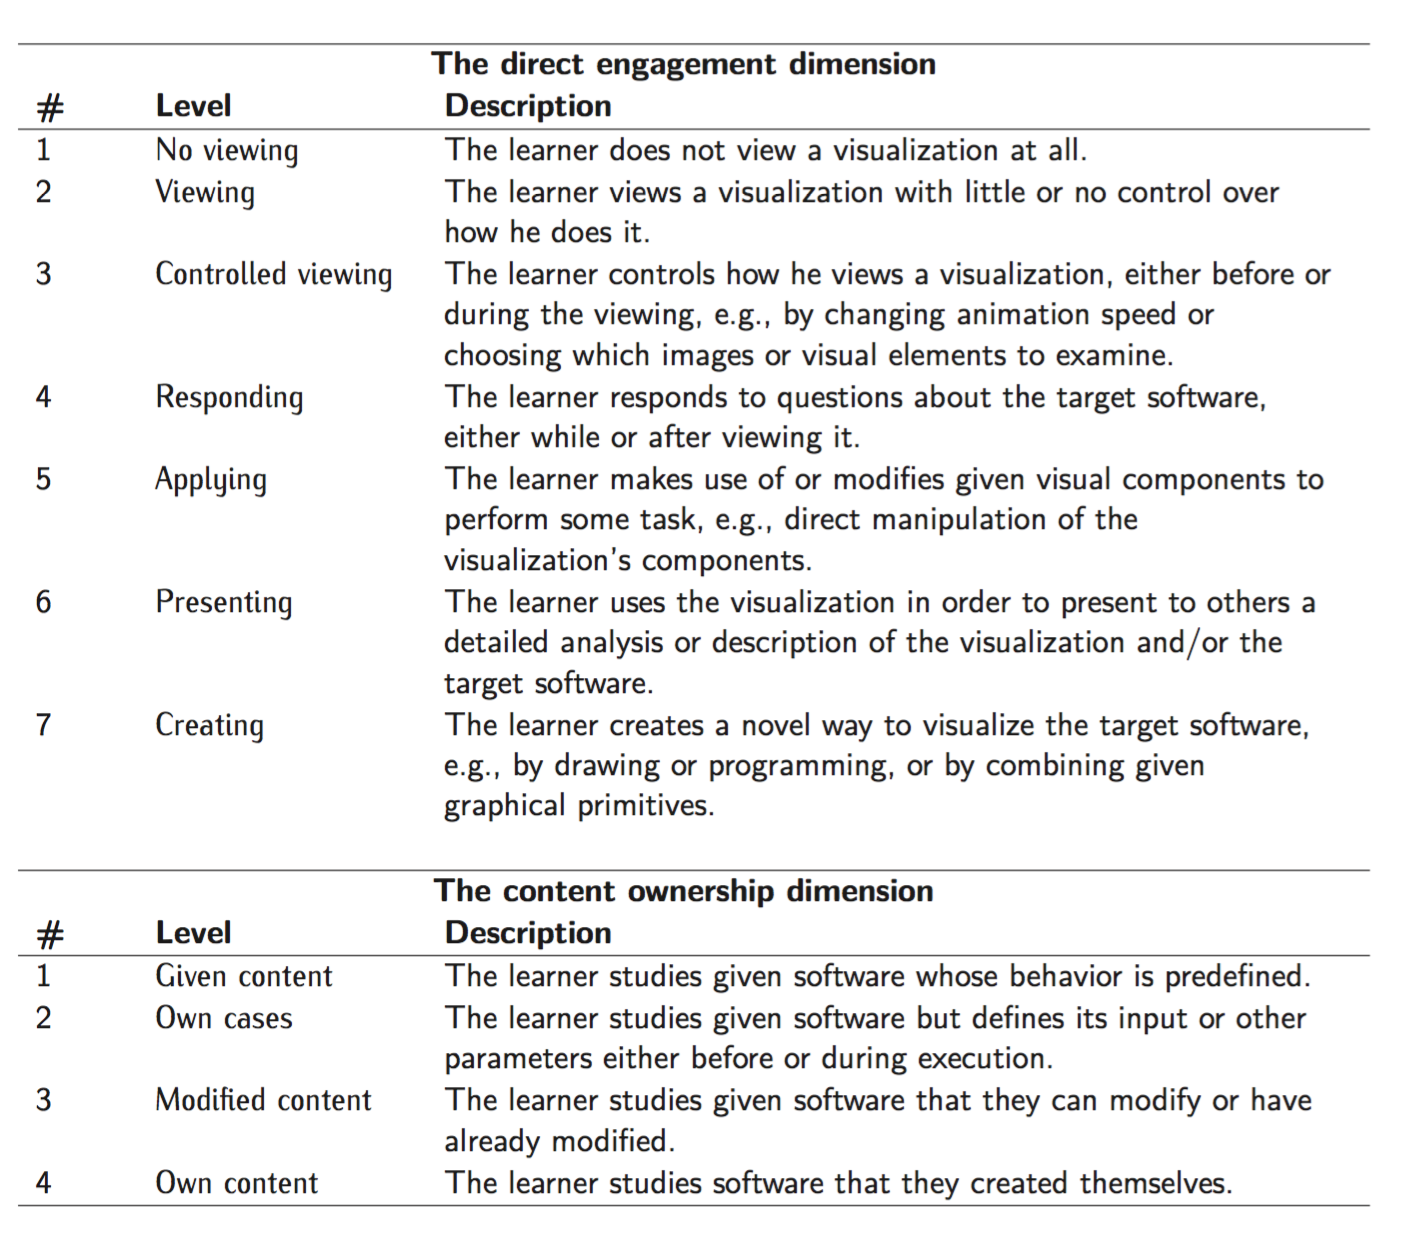 The direct engagement dimension
# Level Description
1 No viewing The learner does not view a visualization at all.
2 Viewing The learner views a visualization with little or no control over
how he does it.
3 Controlled viewing The learner controls how he views a visualization, either before or
during the viewing, e.g., by changing animation speed or
choosing which images or visual elements to examine.
4 Responding The learner responds to questions about the target software,
either while or after viewing it.
5 Applying The learner makes use of or modifies given visual components to
perform some task, e.g., direct manipulation of the
visualization's components.
6 Presenting The learner uses the visualization in order to present to others a
detailed analysis or description of the visualization and/or the
target software.
7 Creating The learner creates a novel way to visualize the target software,
e.g., by drawing or programming, or by combining given
graphical primitives.
The content ownership dimension
# Level Description
1 Given content The learner studies given software whose behavior is predefined.
2 Own cases The learner studies given software but defines its input or other
parameters either before or during execution.
3 Modified content The learner studies given software that they can modify or have
already modified.
4 Own content The learner studies software that they created themselves.